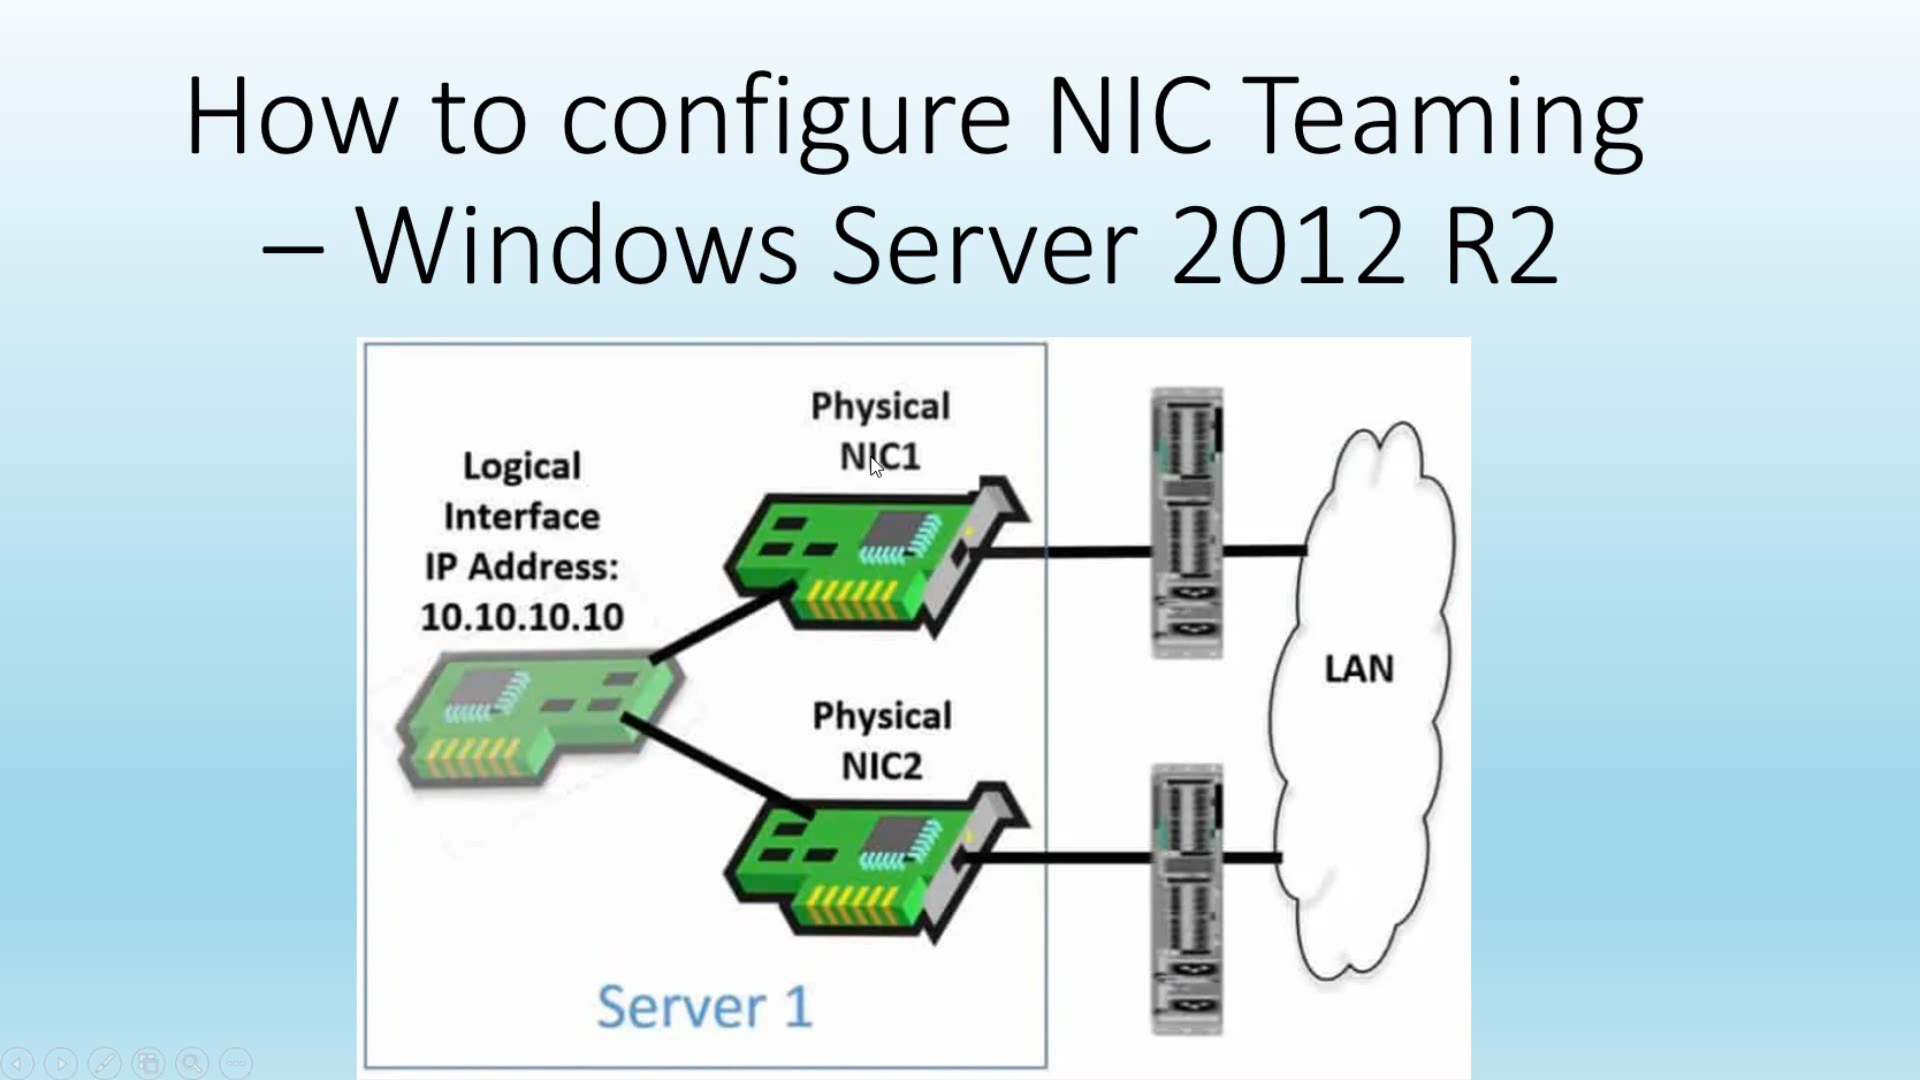 How to configure NIC Teaming
– Windows Server 2012 R2
Physical
NIC1
Logical
Interface
IP Address:
10.10.10.10
LAN
Physical
NIC2
Server 1